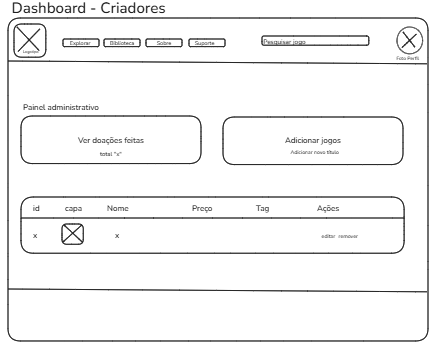 Dashboard - Criadores
Logotipo
Explorar Biblioteca Sobre Suporte
Pesquisar jogo
Foto Perfil
Painel administrativo
Ver doações feitas
total "x"
Adicionar jogos
Adicionar novo título
id capa Nome Preço Tag Ações
x x editar remover